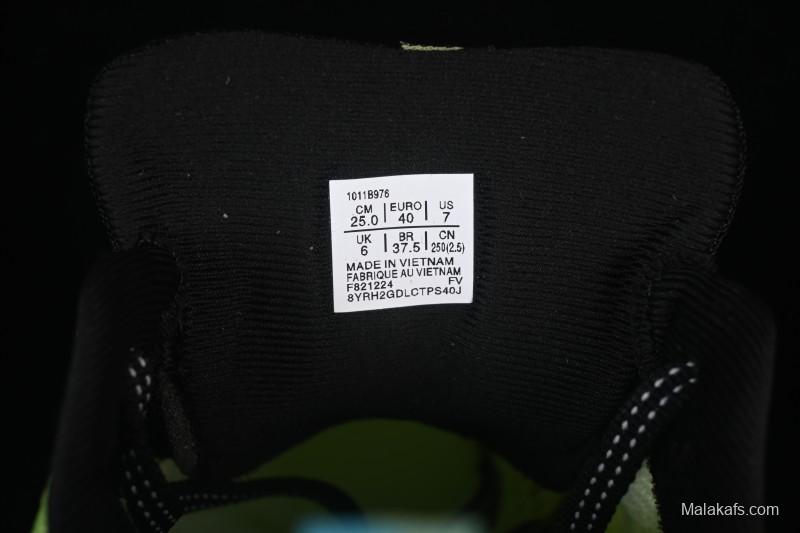 1011B976
CM | EURO | US
25.0 | 40 | 7
UK | BR | CN
6 | 37.5 | 250(2.5)
MADE IN VIETNAM
FABRIQUE AU VIETNAM
F821224 FV
8YRH2GDLCTPS40J
Malakafs.com